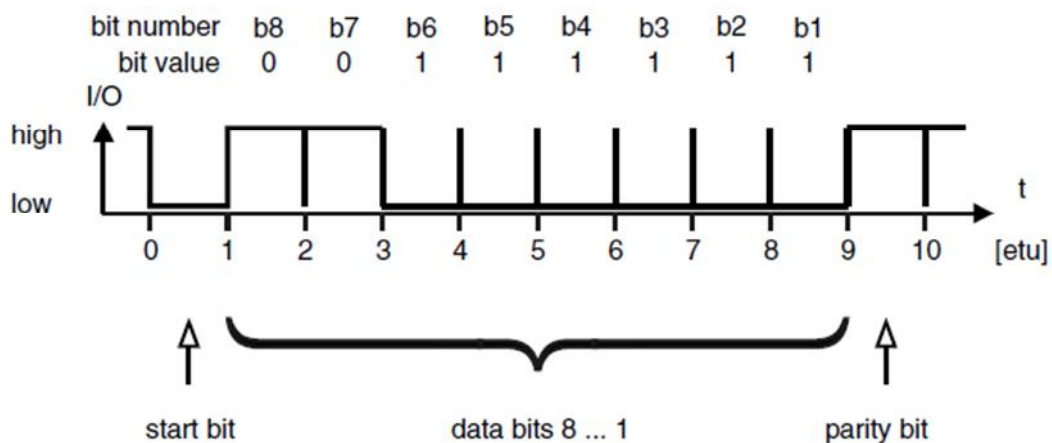 bit number b8 b7 b6 b5 b4 b3 b2 b1
bit value 0 0 1 1 1 1 1 1
I/O
high
low
t
0 1 2 3 4 5 6 7 8 9 10 [etu]
start bit data bits 8 ... 1 parity bit